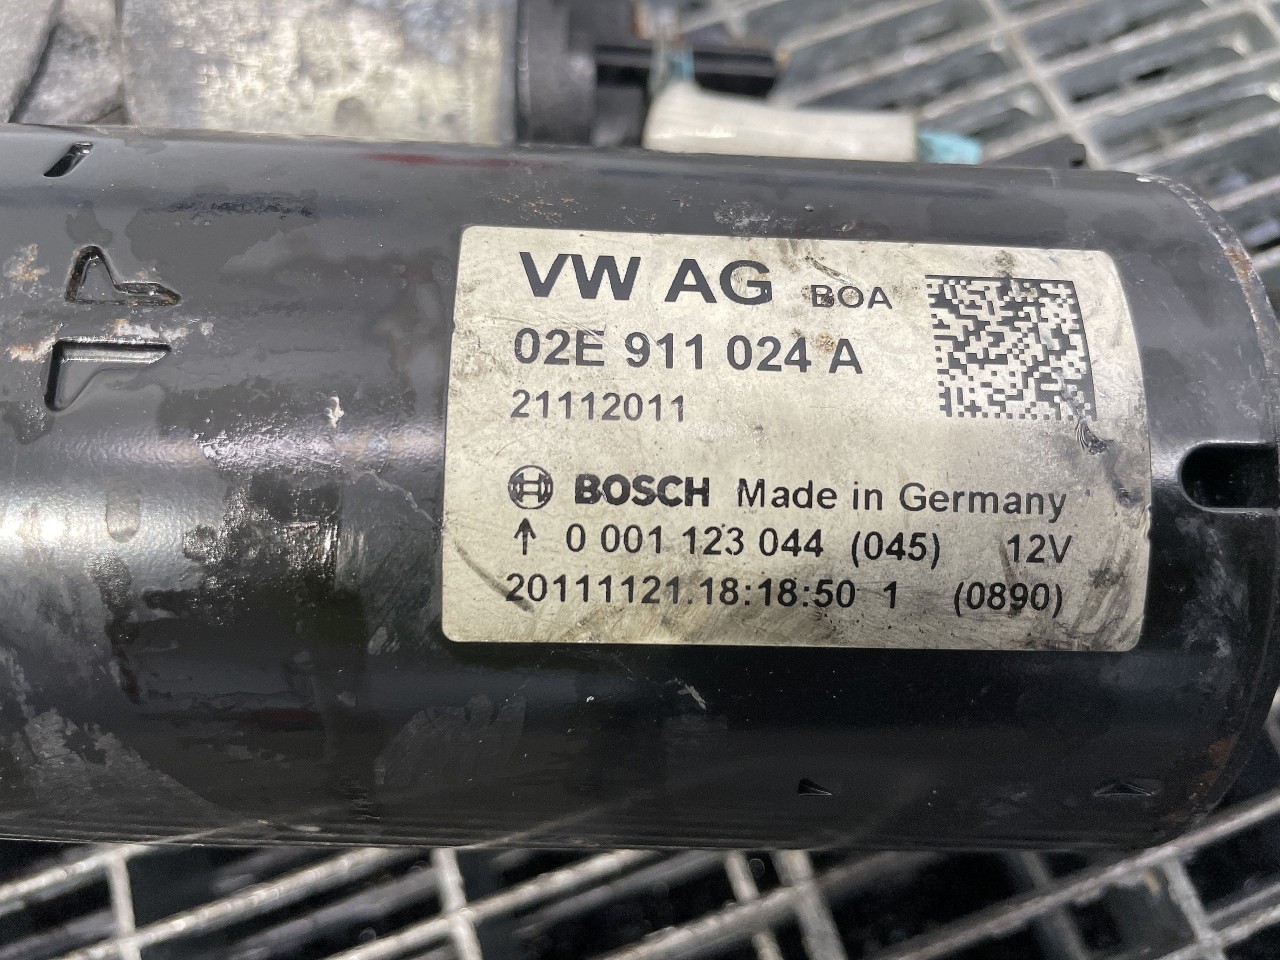 VW AG BOA
02E 911 024 A
21112011
BOSCH Made in Germany
↑ 0 001 123 044 (045) 12V
20111121.18:18:50 1 (0890)